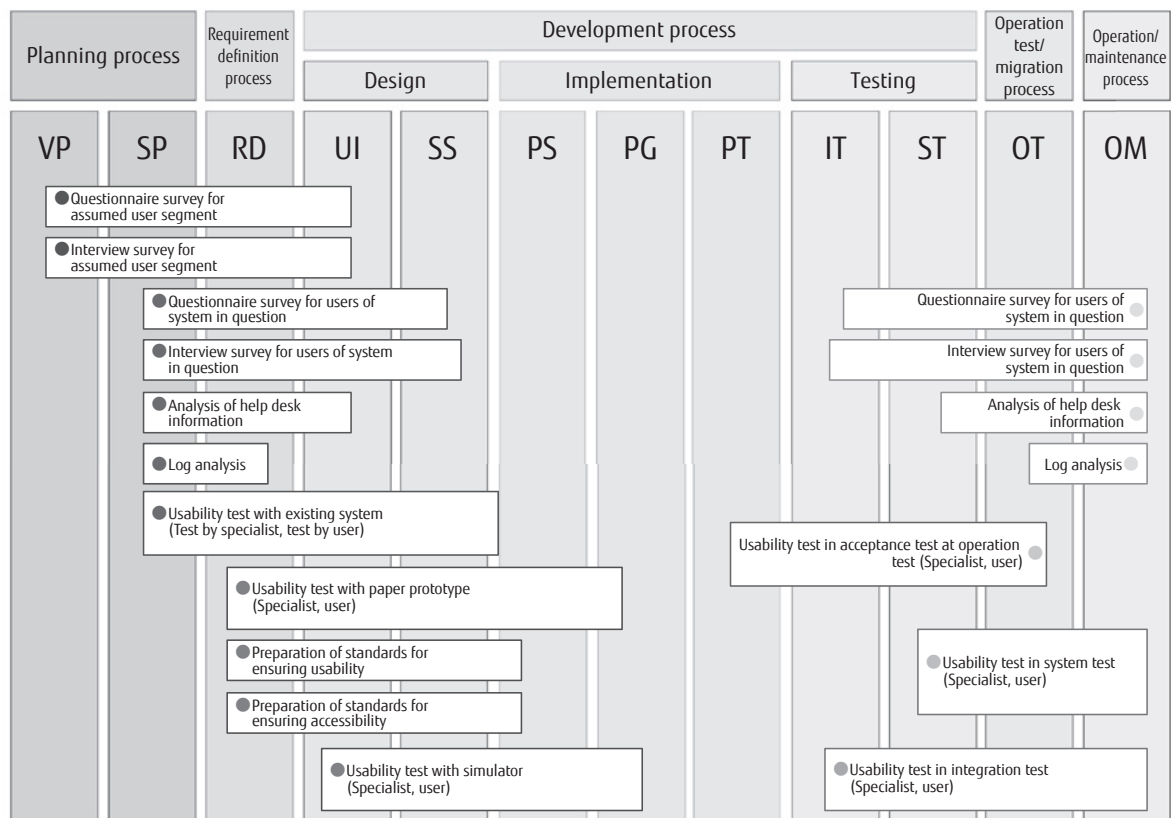 Planning process
Requirement
definition
process
Development process
Operation
test/
migration
process
Operation/
maintenance
process
Design
Implementation
Testing
VP
SP
RD
UI
SS
PS
PG
PT
IT
ST
OT
OM
Questionnaire survey for
assumed user segment
Interview survey for
assumed user segment
Questionnaire survey for users of
system in question
Questionnaire survey for users of
system in question
Interview survey for users of system
in question
Interview survey for users of
system in question
Analysis of help desk
information
Analysis of help desk
information
Log analysis
Log analysis
Usability test with existing system
(Test by specialist, test by user)
Usability test in acceptance test at operation
test (Specialist, user)
Usability test with paper prototype
(Specialist, user)
Preparation of standards for
ensuring usability
Usability test in system test
(Specialist, user)
Preparation of standards for
ensuring accessibility
Usability test with simulator
(Specialist, user)
Usability test in integration test
(Specialist, user)